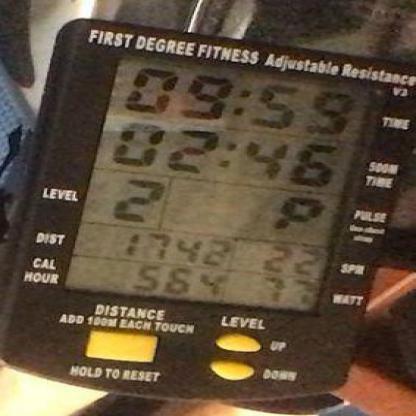 FIRST DEGREE FITNESS Adjustable Resistance
V3
09:59 TIME
02:46 500M TIME
LEVEL 2 P PULSE
DIST 1742 22 SPM
CAL HOUR 564 77 WATT
DISTANCE
ADD 100M EACH TOUCH
HOLD TO RESET
LEVEL
UP
DOWN